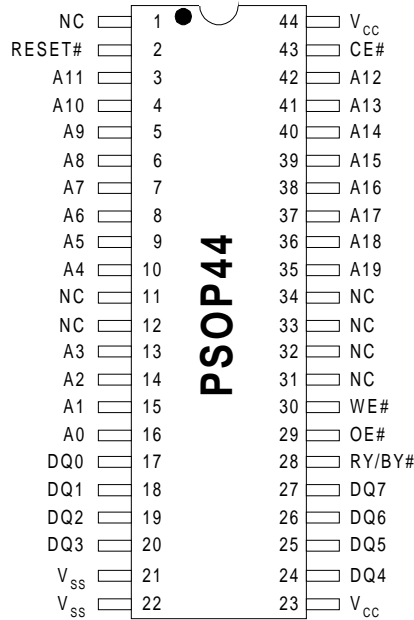 NC 1 44 VCC
RESET# 2 43 CE#
A11 3 42 A12
A10 4 41 A13
A9 5 40 A14
A8 6 39 A15
A7 7 38 A16
A6 8 37 A17
A5 9 36 A18
A4 10 35 A19
NC 11 34 NC
NC 12 33 NC
A3 13 32 NC
A2 14 31 NC
A1 15 30 WE#
A0 16 29 OE#
DQ0 17 28 RY/BY#
DQ1 18 27 DQ7
DQ2 19 26 DQ6
DQ3 20 25 DQ5
VSS 21 24 DQ4
VSS 22 23 VCC
PSOP44